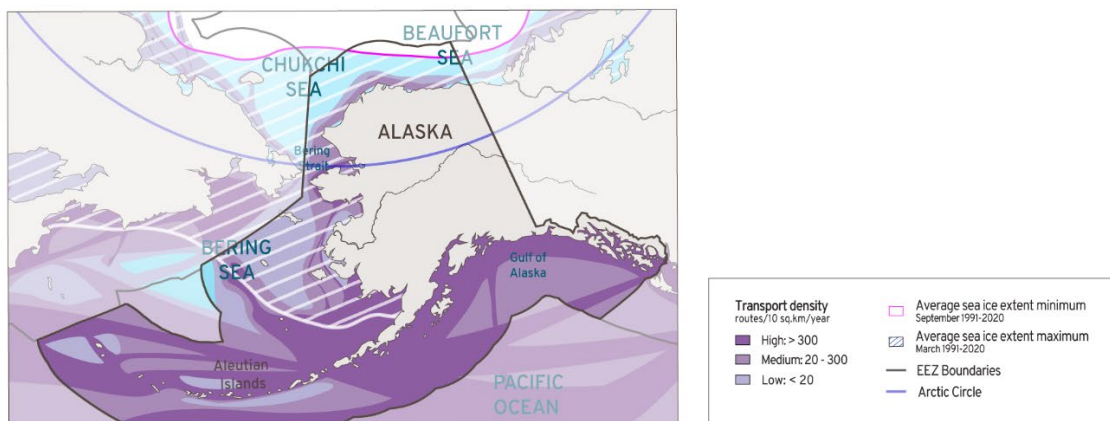 BEAUFORT
SEA
CHUKCHI
SEA
ALASKA
Bering
Strait
BERING
SEA
Gulf of
Alaska
Aleutian
Islands
PACIFIC
OCEAN
Transport density
routes/10 sq.km/year
High: > 300
Medium: 20 - 300
Low: < 20
Average sea ice extent minimum
September 1991-2020
Average sea ice extent maximum
March 1991-2020
EEZ Boundaries
Arctic Circle